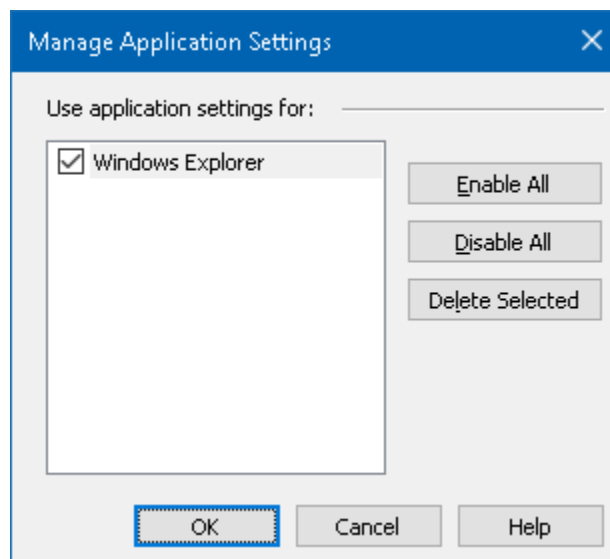 Manage Application Settings
Use application settings for:
Windows Explorer
Enable All
Disable All
Delete Selected
OK
Cancel
Help